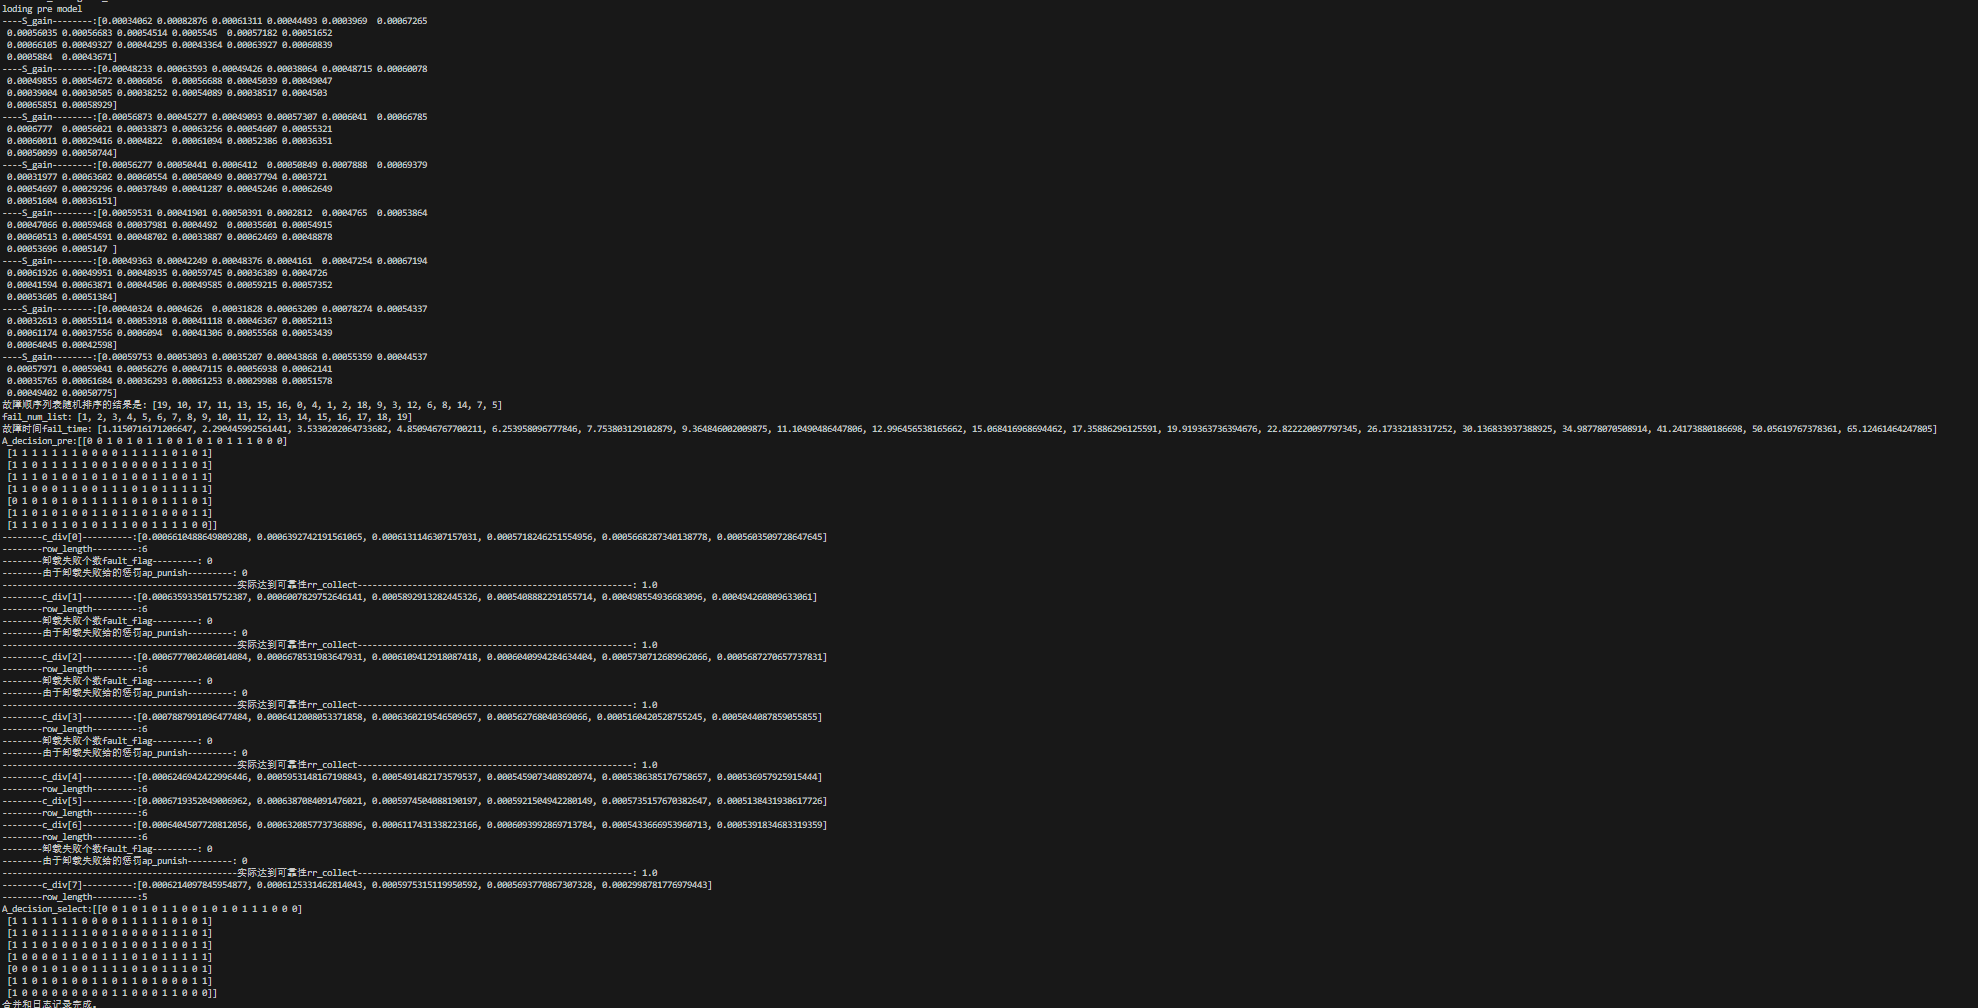 loding pre model
----S_gain--------:[0.00034062 0.00082876 0.00061311 0.00044493 0.0003969  0.00067265
 0.00056035 0.00056683 0.00054514 0.0005545  0.00057182 0.00051652
 0.00066105 0.00049327 0.00044295 0.00043364 0.00063927 0.00060839
 0.0005884  0.00043671]
----S_gain--------:[0.00048233 0.00063593 0.00049426 0.00038064 0.00048715 0.00060078
 0.00049855 0.00054672 0.0006056  0.00056688 0.00045039 0.00049047
 0.00039004 0.00030505 0.00038252 0.00054089 0.00038517 0.0004503
 0.00065851 0.00058929]
----S_gain--------:[0.00056873 0.00045277 0.00049093 0.00057307 0.0006041  0.00066785
 0.0006777  0.00056021 0.00033873 0.00063256 0.00054607 0.00055321
 0.00060011 0.00029416 0.0004822  0.00061094 0.00052386 0.00036351
 0.00050099 0.00050744]
----S_gain--------:[0.00056277 0.00050441 0.0006412  0.00050849 0.0007888  0.00069379
 0.00031977 0.00063602 0.00060554 0.00050049 0.00037794 0.0003721
 0.00054697 0.00029296 0.00037849 0.00041287 0.00045246 0.00062649
 0.00051604 0.00036151]
----S_gain--------:[0.00059531 0.00041901 0.00050391 0.0002812  0.0004765  0.00053864
 0.00047066 0.00059468 0.00037981 0.0004492  0.00035601 0.00054915
 0.00060513 0.00054591 0.00048702 0.00033887 0.00062469 0.00048878
 0.00053696 0.0005147 ]
----S_gain--------:[0.00049363 0.00042249 0.00048376 0.0004161  0.00047254 0.00067194
 0.00061926 0.00049951 0.00048935 0.00059745 0.00036389 0.0004726
 0.00041594 0.00063871 0.00044506 0.00049585 0.00059215 0.00057352
 0.00053605 0.00051384]
----S_gain--------:[0.00040324 0.0004626  0.00031828 0.00063209 0.00078274 0.00054337
 0.00032613 0.00055114 0.00053918 0.00041118 0.00046367 0.00052113
 0.00061174 0.00037556 0.0006094  0.00041306 0.00055568 0.00053439
 0.00064045 0.00042598]
----S_gain--------:[0.00059753 0.00053093 0.00035207 0.00043868 0.00055359 0.00044537
 0.00057971 0.00059041 0.00056276 0.00047115 0.00056938 0.00062141
 0.00035765 0.00061684 0.00036293 0.00061253 0.00029988 0.00051578
 0.00049402 0.00050775]
故障顺序列表随机排序的结果是: [19, 10, 17, 11, 13, 15, 16, 0, 4, 1, 2, 18, 9, 3, 12, 6, 8, 14, 7, 5]
fail_num_list: [1, 2, 3, 4, 5, 6, 7, 8, 9, 10, 11, 12, 13, 14, 15, 16, 17, 18, 19]
故障时间fail_time: [1.1150716171206647, 2.290445992561441, 3.5330202064733682, 4.850946767700211, 6.253958096777846, 7.753803129102879, 9.364846002009875, 11.10490486447806, 12.996456538165662, 15.068416968694462, 17.35886296125591, 19.919363736394676, 22.822220097797345, 26.17332183317252, 30.136833937388925, 34.98778070508914, 41.24173880186698, 50.05619767378361, 65.12461464247805]
A_decision_pre:[[0 0 1 0 1 0 1 1 0 0 1 0 1 0 1 1 1 0 0 0]
 [1 1 1 1 1 1 1 0 0 0 0 1 1 1 1 1 0 1 0 1]
 [1 1 0 1 1 1 1 1 0 0 1 0 0 0 0 1 1 1 0 1]
 [1 1 1 0 1 0 0 1 0 1 0 1 0 0 1 1 0 0 1 1]
 [1 1 0 0 0 1 1 0 0 1 1 1 0 1 0 1 1 1 1 1]
 [0 1 0 1 0 1 0 1 1 1 1 1 0 1 0 1 1 1 0 1]
 [1 1 0 1 0 1 0 0 1 1 0 1 1 0 1 0 0 0 1 1]
 [1 1 1 0 1 1 0 1 0 1 1 1 0 0 1 1 1 1 0 0]]
--------c_div[0]----------:[0.0006610488649809288, 0.0006392742191561065, 0.0006131146307157031, 0.0005718246251554956, 0.0005668287340138778, 0.0005603509728647645]
--------row_length---------:6
--------卸载失败个数fault_flag---------: 0
--------由于卸载失败给的惩罚ap_punish---------: 0
-----------------------------------------------实际达到可靠性rr_collect-------------------------------------------------------: 1.0
--------c_div[1]----------:[0.0006359335015752387, 0.0006007829752646141, 0.0005892913282445326, 0.0005408882291055714, 0.000498554936683096, 0.000494260809633061]
--------row_length---------:6
--------卸载失败个数fault_flag---------: 0
--------由于卸载失败给的惩罚ap_punish---------: 0
-----------------------------------------------实际达到可靠性rr_collect-------------------------------------------------------: 1.0
--------c_div[2]----------:[0.0006777002406014084, 0.000667853198364793​1, 0.0006109412918087418, 0.0006040994284634404, 0.0005730712689962066, 0.0005687270657737831]
--------row_length---------:6
--------卸载失败个数fault_flag---------: 0
--------由于卸载失败给的惩罚ap_punish---------: 0
-----------------------------------------------实际达到可靠性rr_collect-------------------------------------------------------: 1.0
--------c_div[3]----------:[0.0007887991096477484, 0.0006412008053371858, 0.0006360219546509657, 0.000562768040369066, 0.0005160420528755245, 0.0005044087859055855]
--------row_length---------:6
--------卸载失败个数fault_flag---------: 0
--------由于卸载失败给的惩罚ap_punish---------: 0
-----------------------------------------------实际达到可靠性rr_collect-------------------------------------------------------: 1.0
--------c_div[4]----------:[0.0006246942422996446, 0.0005953148167198843, 0.0005491482173579537, 0.0005459073408920974, 0.0005386385176758657, 0.000536957925915444]
--------row_length---------:6
--------c_div[5]----------:[0.0006719352049006962, 0.0006387084091476021, 0.0005974504088190197, 0.0005921504942280149, 0.0005735157670382647, 0.0005138431938617726]
--------row_length---------:6
--------c_div[6]----------:[0.0006404507720812056, 0.0006320857737368896, 0.0006117431338223166, 0.0006093992869713784, 0.0005433666953960713, 0.0005391834683319359]
--------row_length---------:6
--------卸载失败个数fault_flag---------: 0
--------由于卸载失败给的惩罚ap_punish---------: 0
-----------------------------------------------实际达到可靠性rr_collect-------------------------------------------------------: 1.0
--------c_div[7]----------:[0.0006214097845954877, 0.0006125331462814043, 0.0005975315119950592, 0.0005693770867307328, 0.0002998781776979443]
--------row_length---------:5
A_decision_select:[[0 0 1 0 1 0 1 1 0 0 1 0 1 0 1 1 1 0 0 0]
 [1 1 1 1 1 1 1 0 0 0 0 1 1 1 1 1 0 1 0 1]
 [1 1 0 1 1 1 1 1 0 0 1 0 0 0 0 1 1 1 0 1]
 [1 1 1 0 1 0 0 1 0 1 0 1 0 0 1 1 0 0 1 1]
 [1 0 0 0 0 1 1 0 0 1 1 1 0 1 0 1 1 1 1 1]
 [0 0 0 1 0 1 0 0 1 1 1 1 0 1 0 1 1 1 0 1]
 [1 1 0 1 0 1 0 0 1 1 0 1 1 0 1 0 0 0 1 1]
 [1 0 0 0 0 0 0 0 0 0 1 1 0 0 0 1 1 0 0 0]]
合并和日志记录完成。